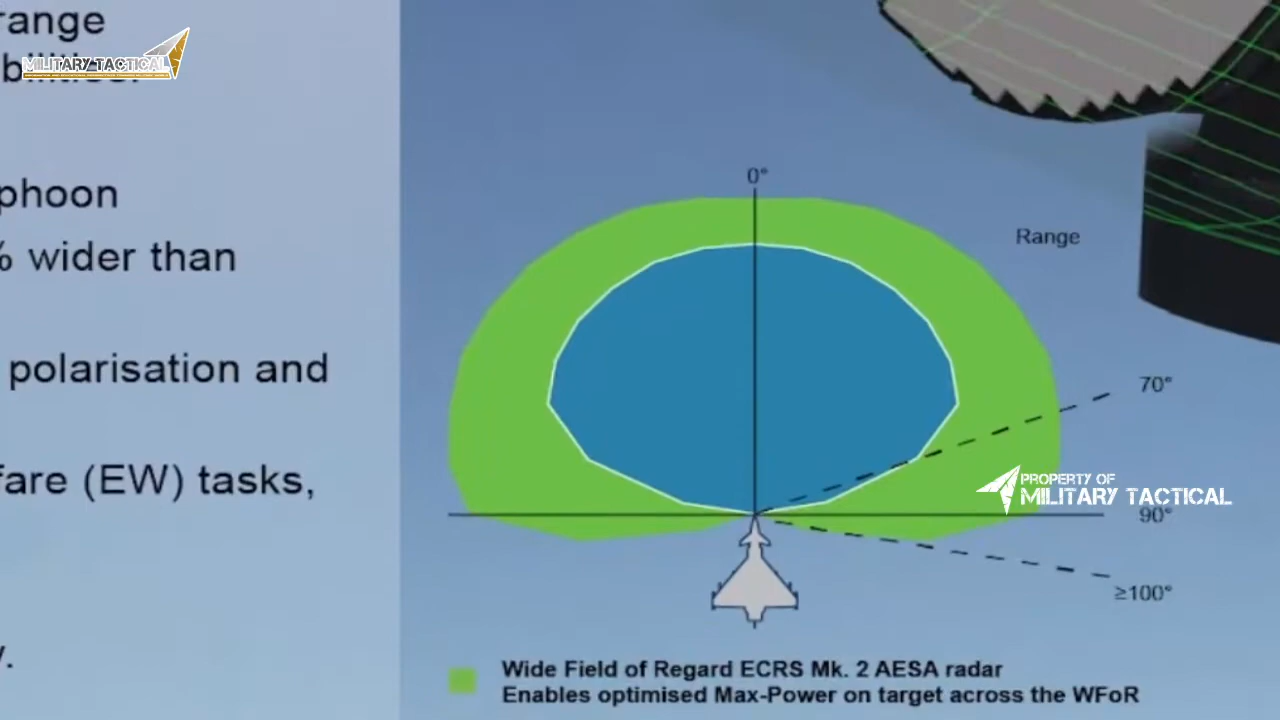 range
MILITARY TACTICAL
phoon
% wider than
polarisation and
fare (EW) tasks,
y.
0°
Range
70°
PROPERTY OF
MILITARY TACTICAL
90°
≥100°
Wide Field of Regard ECRS Mk. 2 AESA radar
Enables optimised Max-Power on target across the WFoR